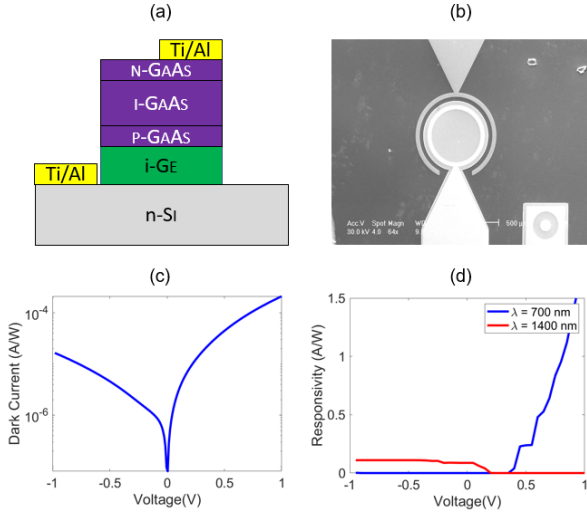 (a)
Ti/Al
N-GAAS
I-GAAS
P-GAAS
i-GE
Ti/Al
n-SI
(b)
Acc.V Spot Magn
30.0 kV 4.0 64x
500
(c)
Dark Current (A/W)
10-4
10-6
-1 -0.5 0 0.5 1
Voltage(V)
(d)
Responsivity (A/W)
1.5
1
0.5
0
λ = 700 nm
λ = 1400 nm
-1 -0.5 0 0.5 1
Voltage(V)